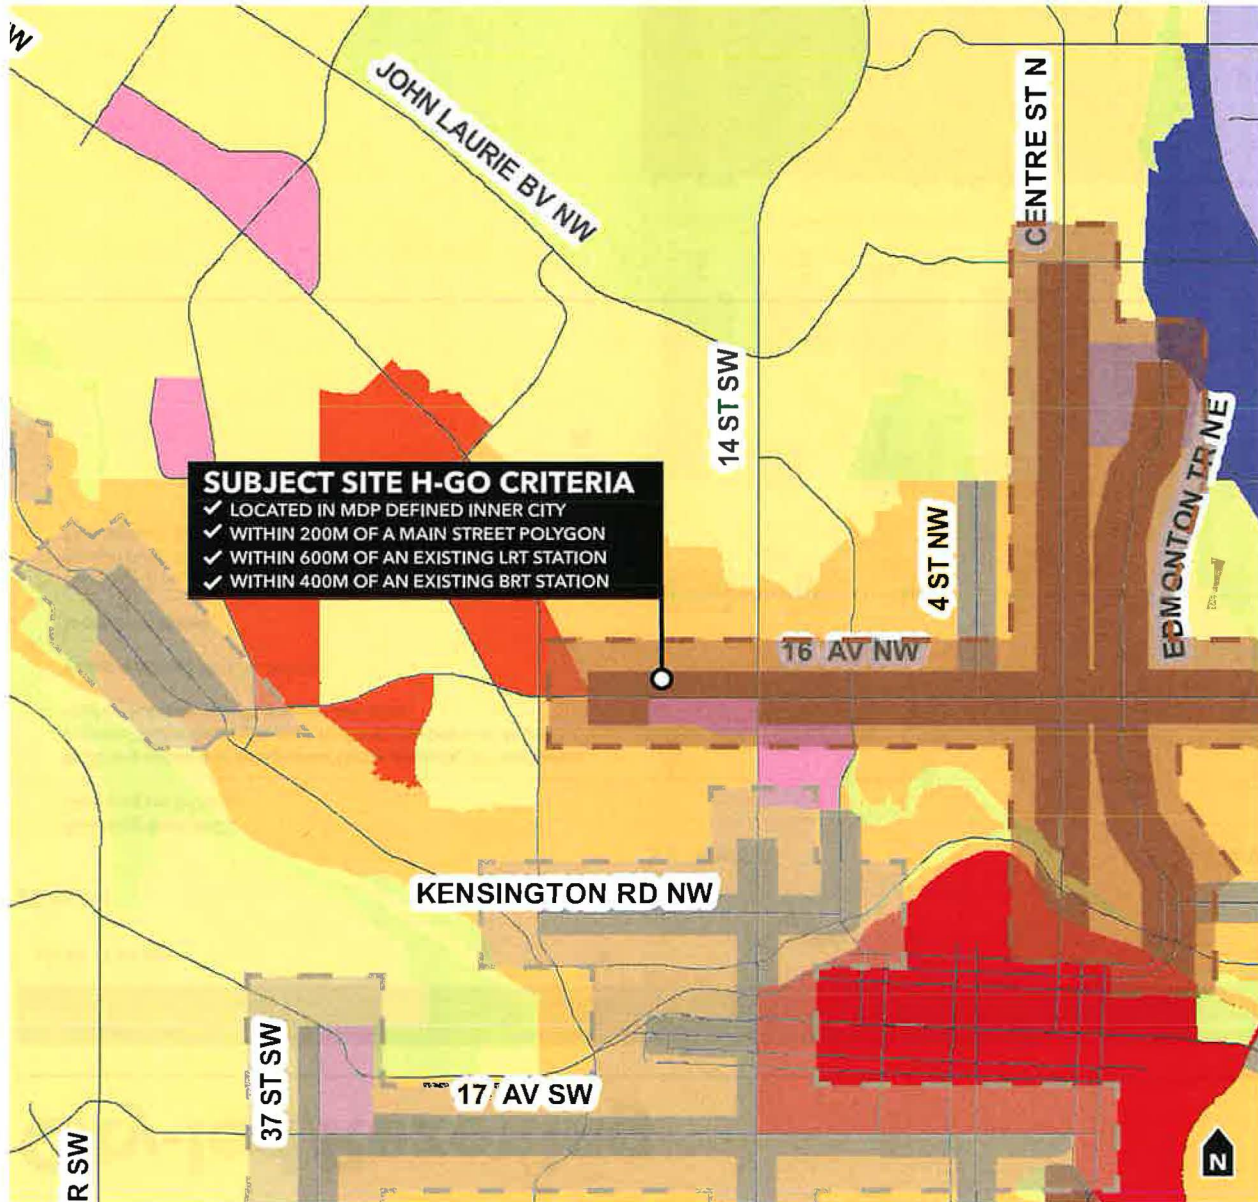 W
JOHN LAURIE BV NW
CENTRE ST N
14 ST SW
SUBJECT SITE H-GO CRITERIA
✓ LOCATED IN MDP DEFINED INNER CITY
✓ WITHIN 200M OF A MAIN STREET POLYGON
✓ WITHIN 600M OF AN EXISTING LRT STATION
✓ WITHIN 400M OF AN EXISTING BRT STATION
4 ST NW
EDMONTON TR NE
16 AV NW
KENSINGTON RD NW
37 ST SW
17 AV SW
R SW
N